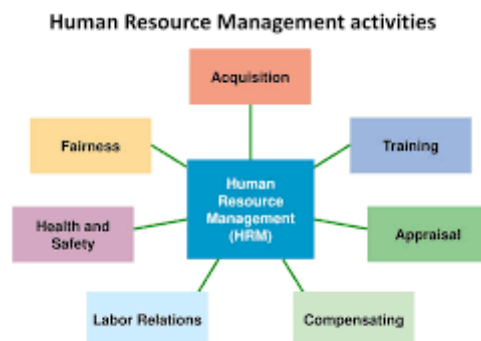 Human Resource Management activities
Acquisition
Fairness
Training
Human
Resource
Management
(HRM)
Health and
Safety
Appraisal
Labor Relations
Compensating